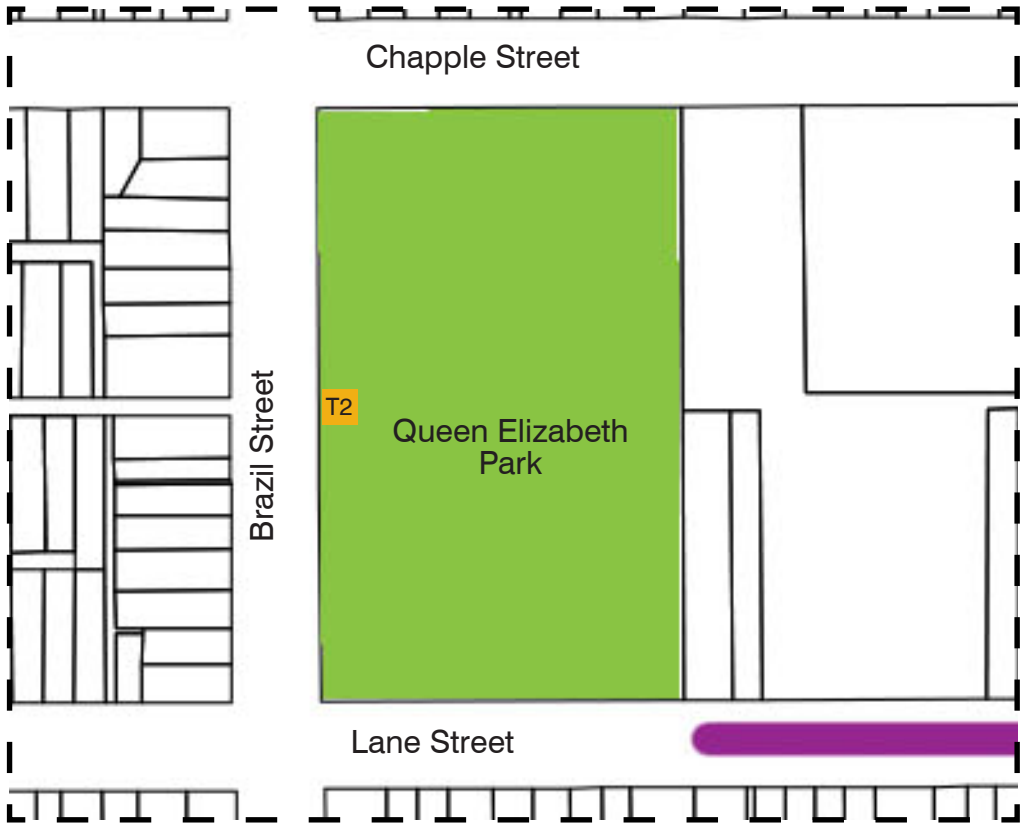 Chapple Street
T2
Queen Elizabeth
Park
Brazil Street
Lane Street